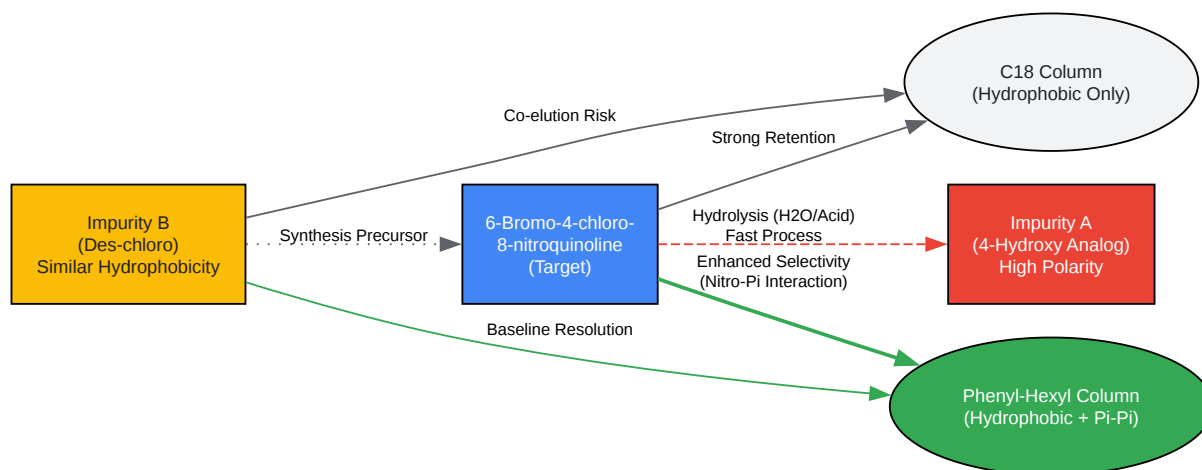 C18 Column
(Hydrophobic Only)
Co-elution Risk
Strong Retention
Impurity B
(Des-chloro)
Similar Hydrophobicity
Synthesis Precursor
6-Bromo-4-chloro-
8-nitroquinoline
(Target)
Hydrolysis (H2O/Acid)
Fast Process
Enhanced Selectivity
(Nitro-Pi Interaction)
Impurity A
(4-Hydroxy Analog)
High Polarity
Baseline Resolution
Phenyl-Hexyl Column
(Hydrophobic + Pi-Pi)